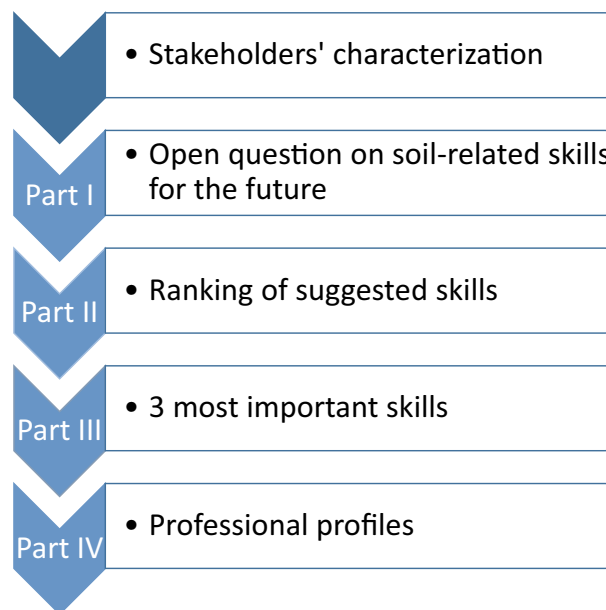 • Stakeholders' characterization
Part I
• Open question on soil-related skills
for the future
Part II
• Ranking of suggested skills
Part III
• 3 most important skills
Part IV
• Professional profiles